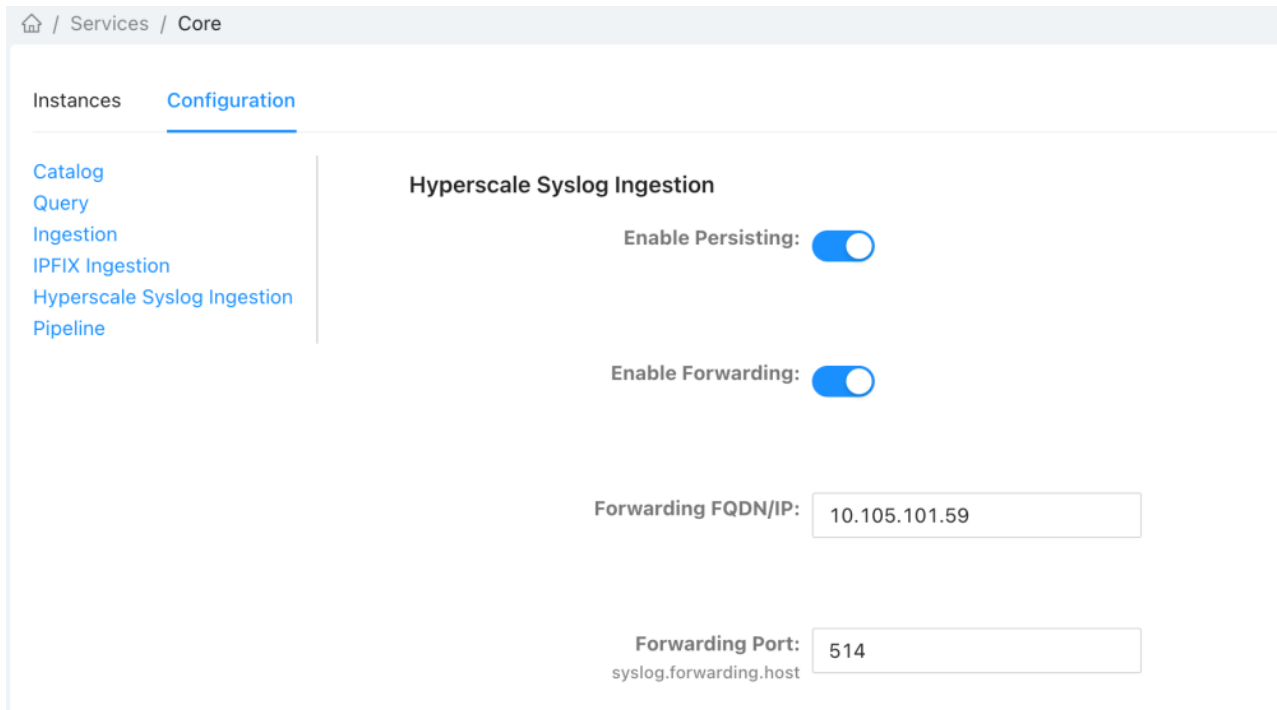 / Services / Core
Instances Configuration
Catalog
Query
Ingestion
IPFIX Ingestion
Hyperscale Syslog Ingestion
Pipeline
Hyperscale Syslog Ingestion
Enable Persisting:
Enable Forwarding:
Forwarding FQDN/IP: 10.105.101.59
Forwarding Port: 514
syslog.forwarding.host